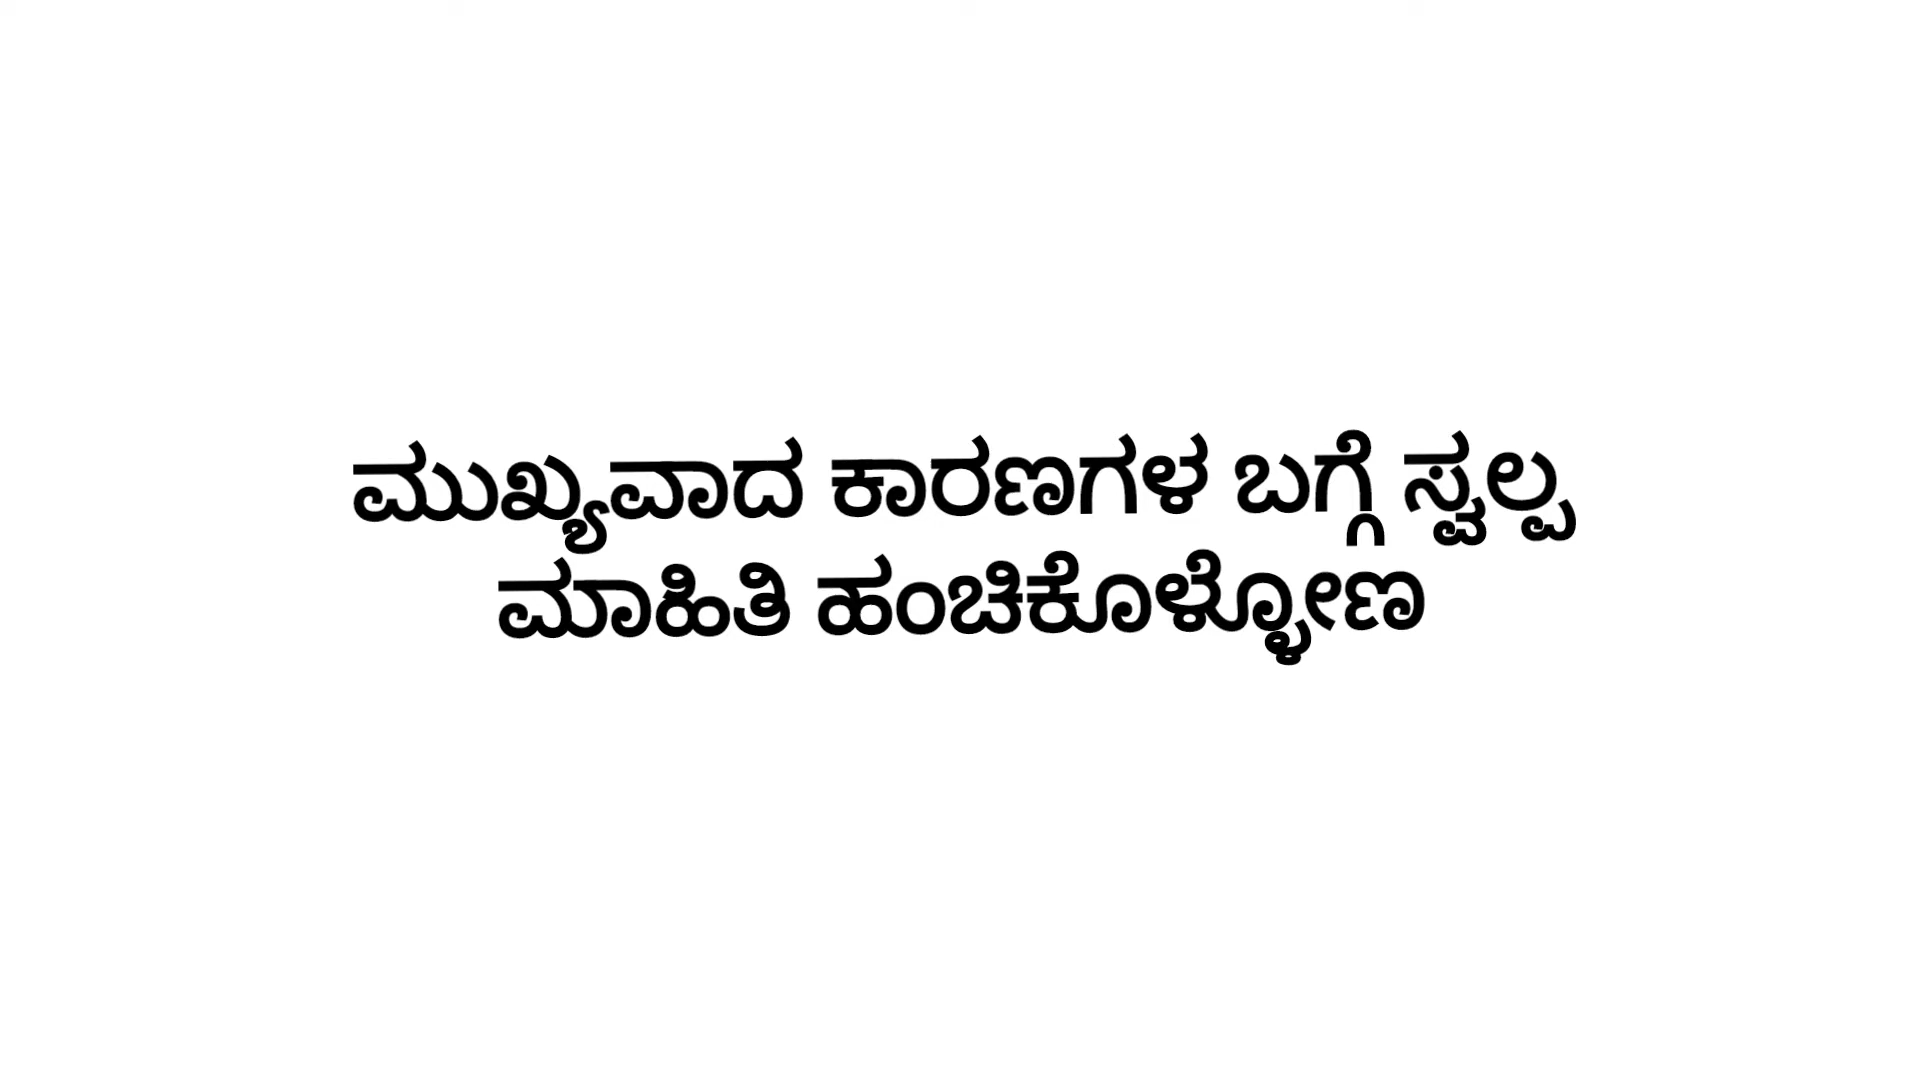 ಮುಖ್ಯವಾದ ಕಾರಣಗಳ ಬಗ್ಗೆ ಸ್ವಲ್ಪ
ಮಾಹಿತಿ ಹಂಚಿಕೊಳ್ಳೋಣ